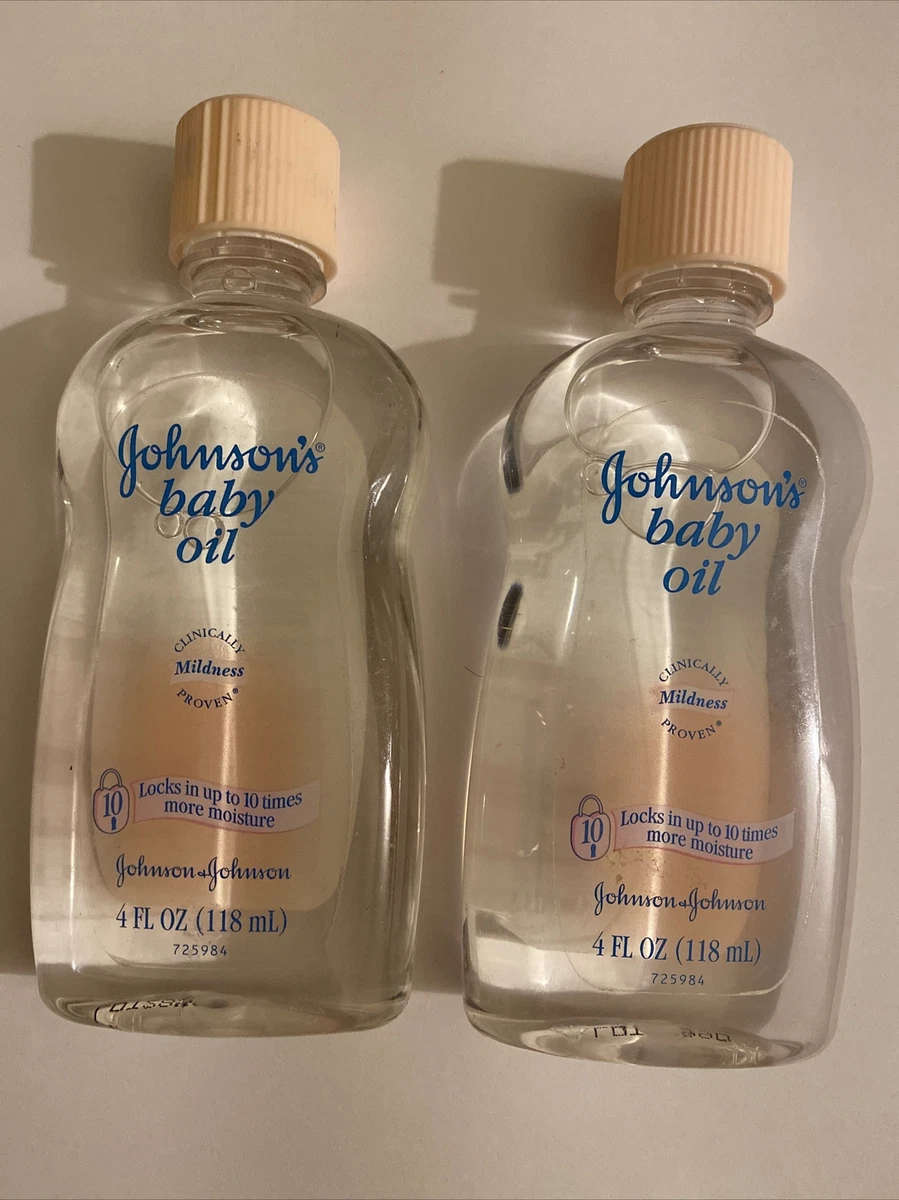 Johnson's®
baby
oil
CLINICALLY
Mildness
PROVEN®
10
Locks in up to 10 times
more moisture
Johnson & Johnson
4 FL OZ (118 mL)
725984
Johnson's®
baby
oil
CLINICALLY
Mildness
PROVEN®
10
Locks in up to 10 times
more moisture
Johnson & Johnson
4 FL OZ (118 mL)
725984
LOT